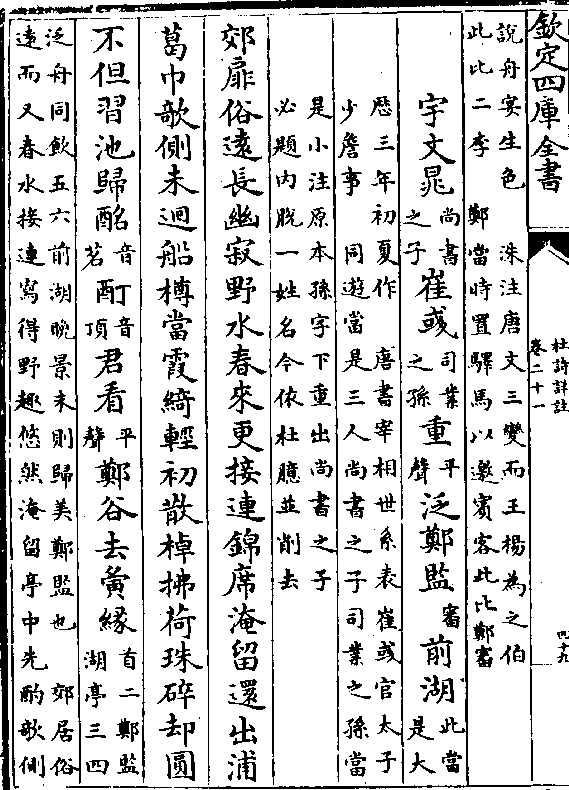 欽定四庫全書
杜詩詳註
卷二十一
四十九
說舟宴生色 洙注唐文三變而王楊為之伯
此比二李 鄭當時置驛馬以邀賓客此比鄭審
宇文晁尚書之子崔彧司業之孫重平聲泛鄭監審前湖此當是大
厯三年初夏作 唐書宰相世系表崔彧官太子
少詹事 同遊當是三人尚書之子司業之孫當
是小注原本孫字下重出尚書之子
必題内脫一姓名今依杜臆並削去
郊扉俗遠長幽寂野水春來更接連錦席淹留還出浦
葛巾歌側未迴船樽當霞綺輕初散棹拂荷珠碎却圓
不但習池歸酩音茗酊音頂君看平聲鄭谷去夤緣首二鄭監湖亭三四
泛舟同飲五六前湖晩景末則歸美鄭監也 郊居俗
遠而又春水接連寫得野趣悠然淹留亭中先酌歌側